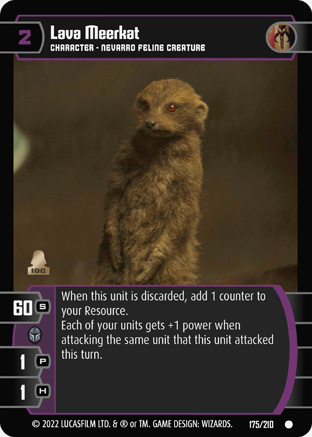 2
Lava Meerkat
CHARACTER - NEVARRO FELINE CREATURE
IDC
60 S
1 P
1 H
When this unit is discarded, add 1 counter to
your Resource.
Each of your units gets +1 power when
attacking the same unit that this unit attacked
this turn.
© 2022 LUCASFILM LTD. & ® or TM. GAME DESIGN: WIZARDS.
175/210